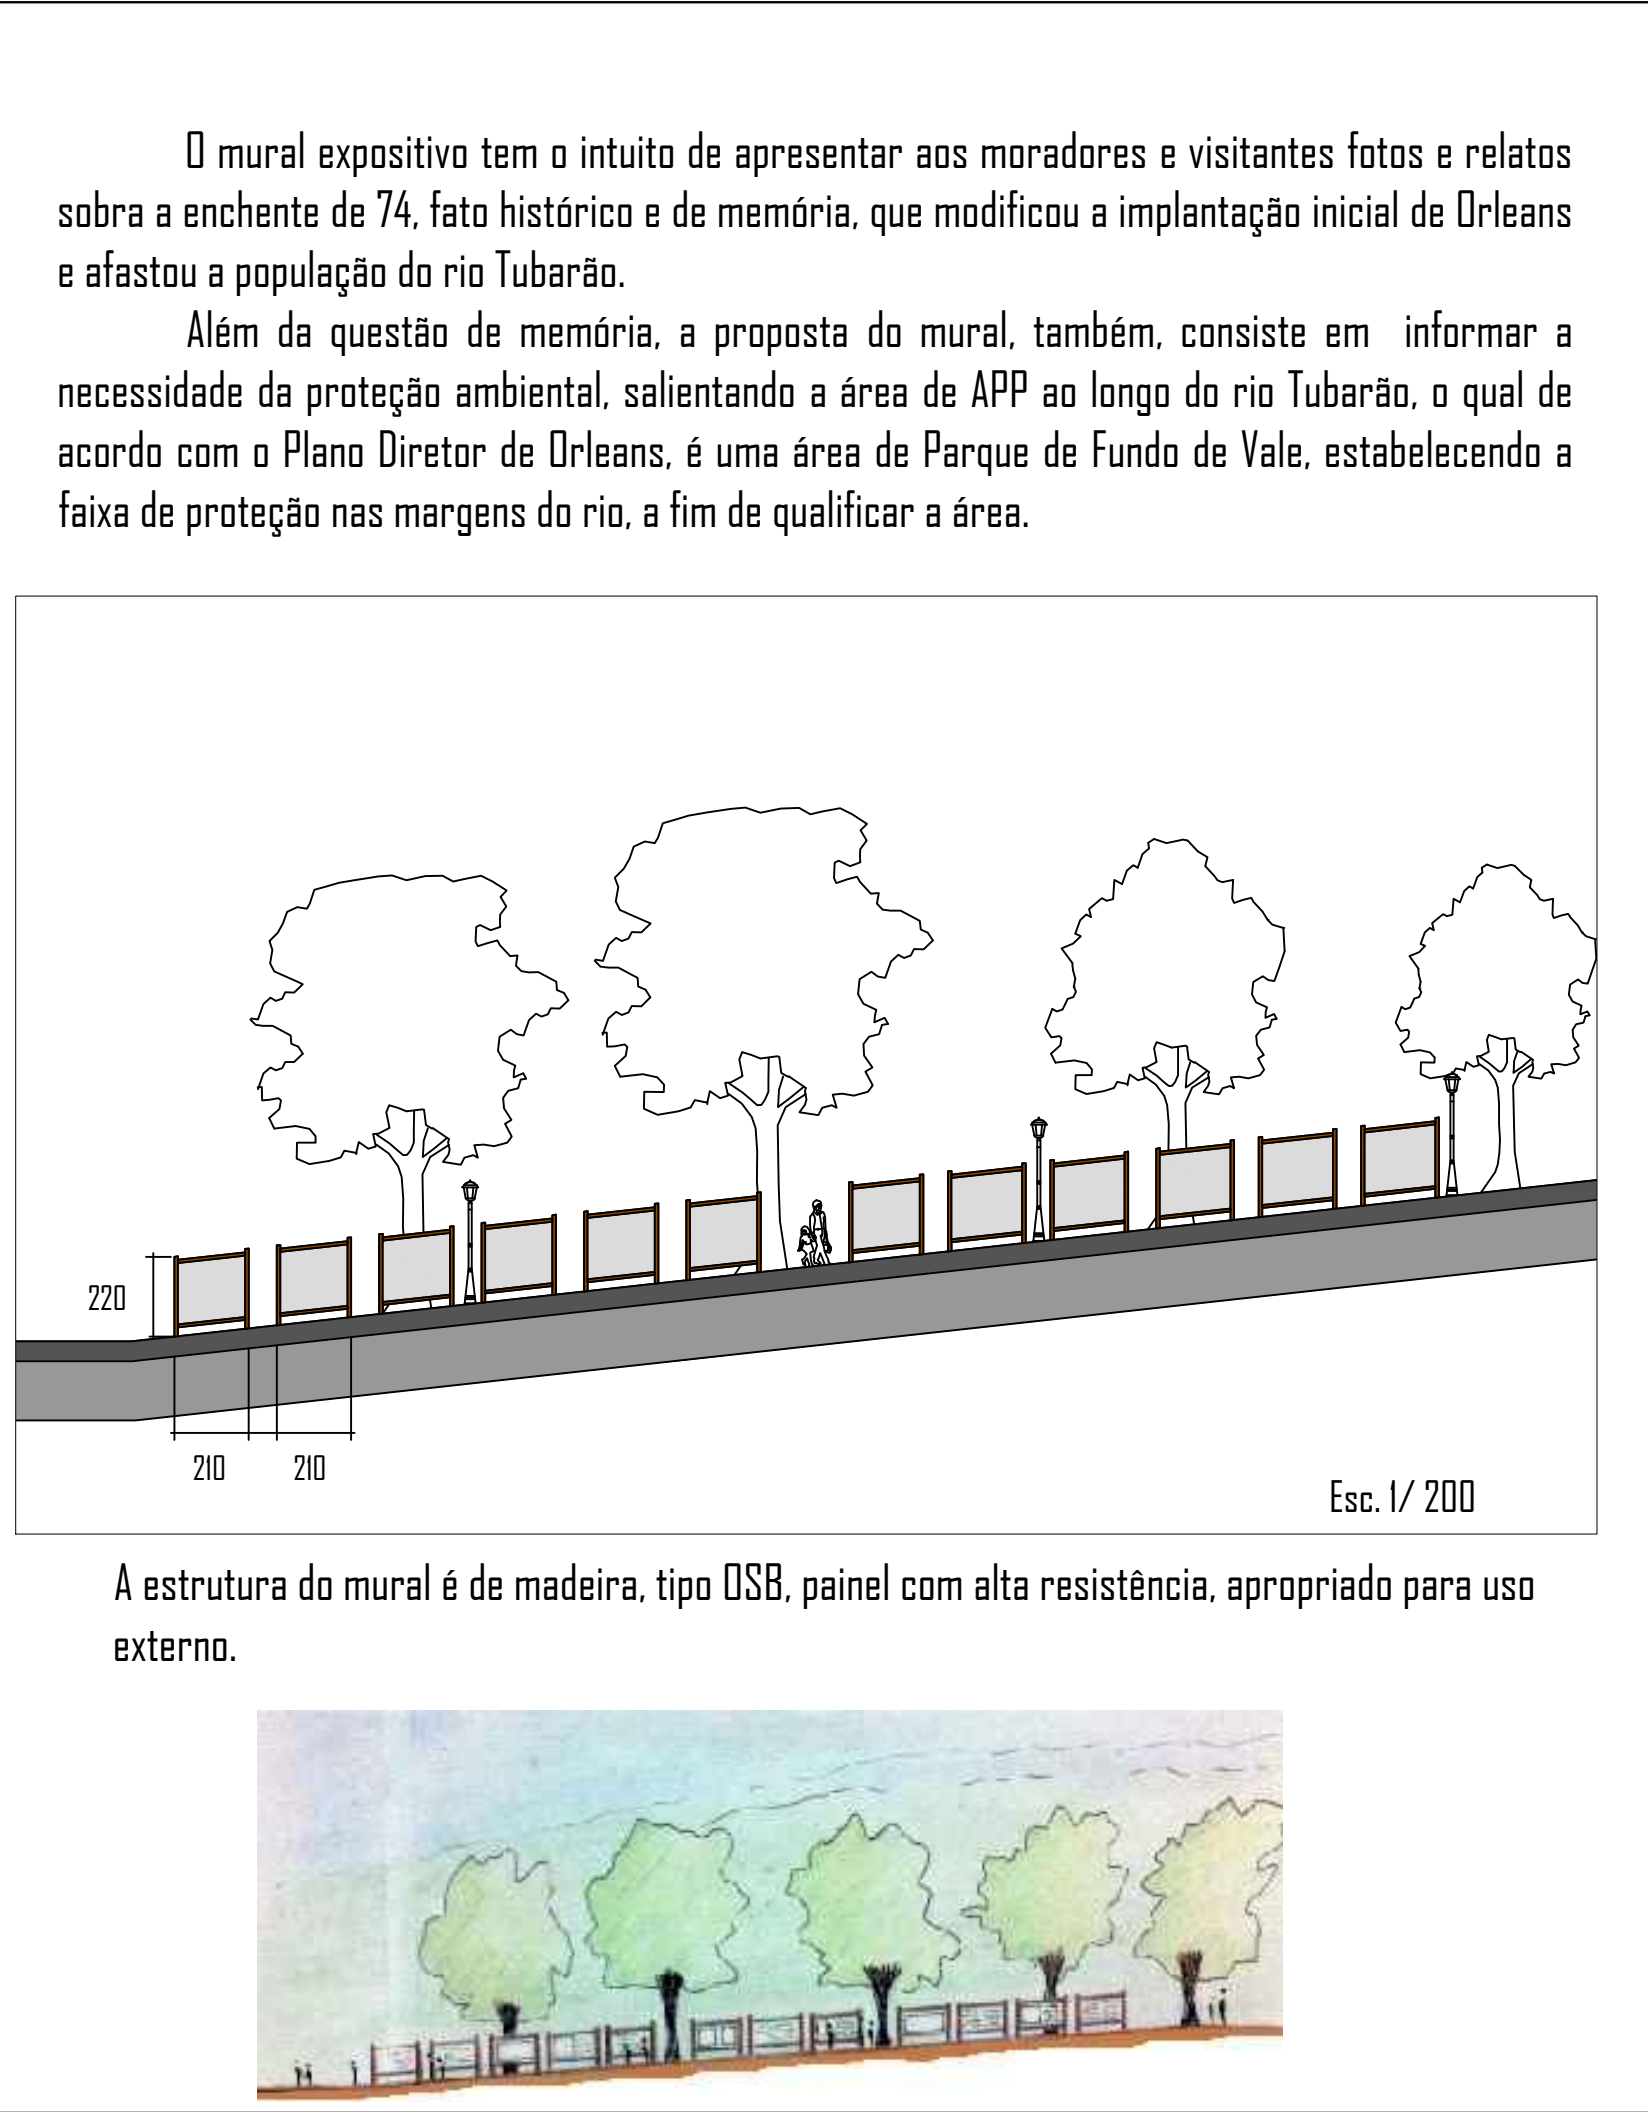 O mural expositivo tem o intuito de apresentar aos moradores e visitantes fotos e relatos
sobra a enchente de 74, fato histórico e de memória, que modificou a implantação inicial de Orleans
e afastou a população do rio Tubarão.
Além da questão de memória, a proposta do mural, também, consiste em informar a
necessidade da proteção ambiental, salientando a área de APP ao longo do rio Tubarão, o qual de
acordo com o Plano Diretor de Orleans, é uma área de Parque de Fundo de Vale, estabelecendo a
faixa de proteção nas margens do rio, a fim de qualificar a área.
220
210 210
Esc. 1/ 200
A estrutura do mural é de madeira, tipo OSB, painel com alta resistência, apropriado para uso
externo.